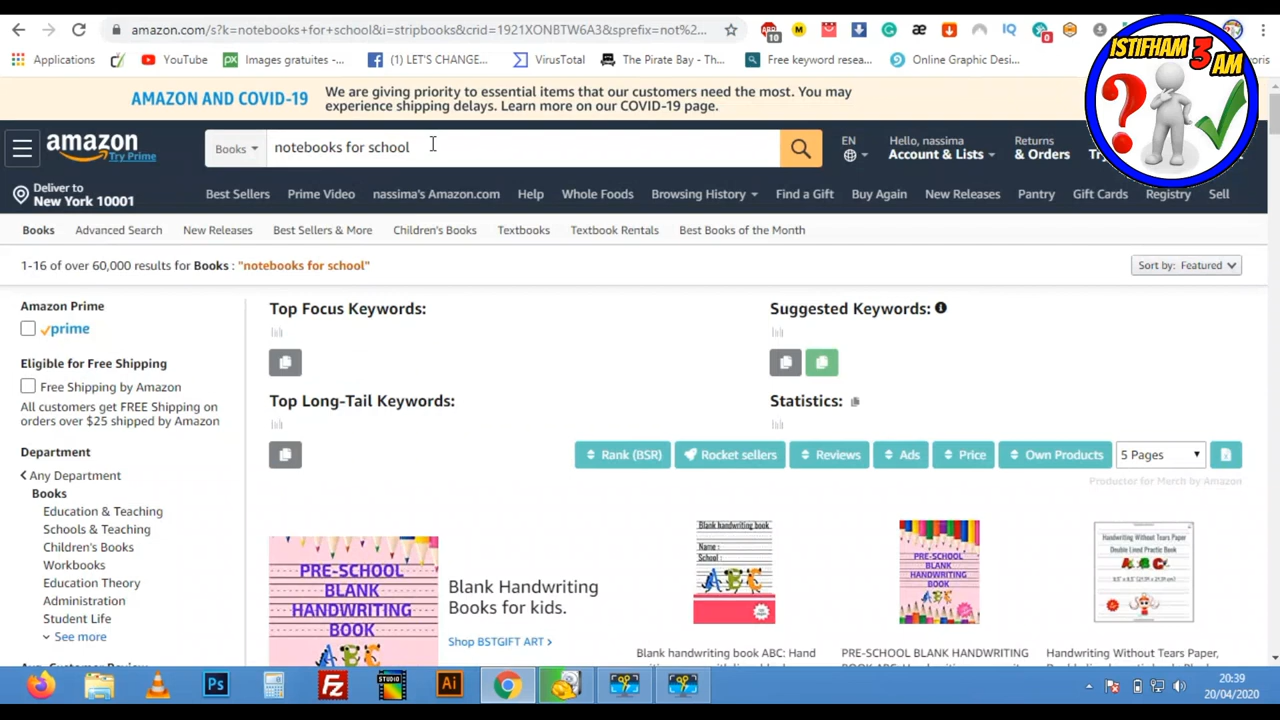 amazon.com/s?k=notebooks+for+school&i=stripbooks&crid=1921YONBTW6A3&sprefix=not%2...
10
0
Applications
YouTube
Images gratuites -...
(1) LET'S CHANGE...
VirusTotal
The Pirate Bay - Th...
Free keyword resea...
Online Graphic Desi...
ISTIFHAM 3 AM
AMAZON AND COVID-19
We are giving priority to essential items that our customers need the most. You may
experience shipping delays. Learn more on our COVID-19 page.
amazon
Try Prime
Books
notebooks for school
EN
Hello, nassima
Account & Lists
Returns
& Orders
Deliver to
New York 10001
Best Sellers
Prime Video
nassima's Amazon.com
Help
Whole Foods
Browsing History
Find a Gift
Buy Again
New Releases
Pantry
Gift Cards
Registry
Sell
Books
Advanced Search
New Releases
Best Sellers & More
Children's Books
Textbooks
Textbook Rentals
Best Books of the Month
1-16 of over 60,000 results for Books : "notebooks for school"
Sort by: Featured
Amazon Prime
prime
Eligible for Free Shipping
Free Shipping by Amazon
All customers get FREE Shipping on
orders over $25 shipped by Amazon
Department
Any Department
Books
Education & Teaching
Schools & Teaching
Children's Books
Workbooks
Education Theory
Administration
Student Life
See more
Top Focus Keywords:
Suggested Keywords:
Top Long-Tail Keywords:
Statistics:
Rank (BSR)
Rocket sellers
Reviews
Ads
Price
Own Products
5 Pages
Productor for Merch by Amazon
PRE-SCHOOL
BLANK
HANDWRITING
BOOK
Blank Handwriting
Books for kids.
Shop BSTGIFT ART >
Blank handwriting book
Name :
School :
PRE-SCHOOL
BLANK
HANDWRITING
BOOK
Handwriting Without Tears Paper
Double Lined Practic Book
Blank handwriting book ABC: Hand
PRE-SCHOOL BLANK HANDWRITING
Handwriting Without Tears Paper,
Ps
Fz
STUDIO
Ai
20:39
20/04/2020